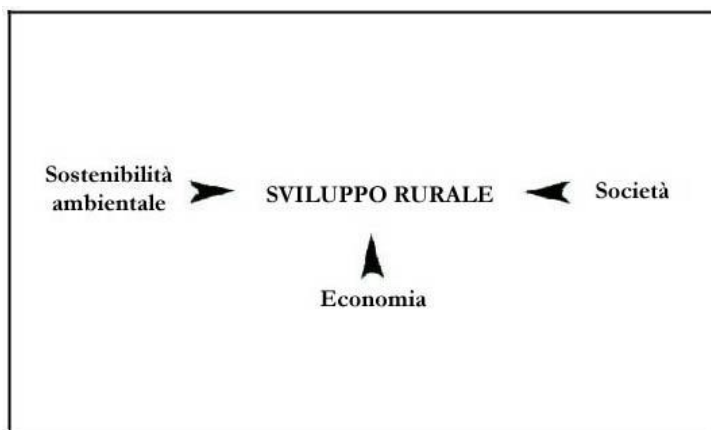 Sostenibilità
ambientale
SVILUPPO RURALE
Società
Economia